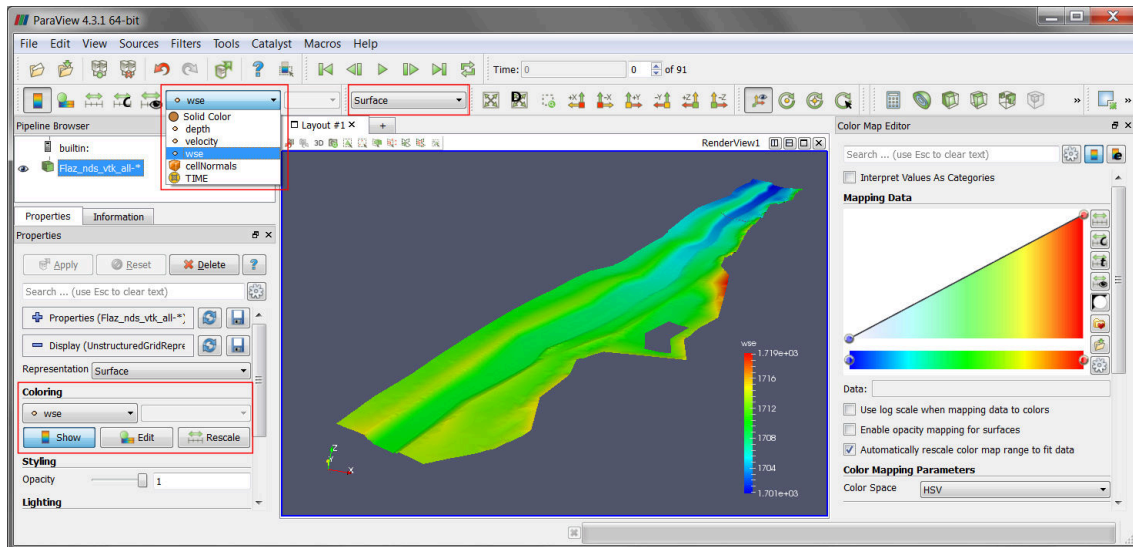 ParaView 4.3.1 64-bit
File Edit View Sources Filters Tools Catalyst Macros Help
Time: 0 0 of 91
wse Surface
Solid Color
depth
velocity
wse
cellNormals
TIME
Pipeline Browser
builtin:
Flaz_nds_vtk_all-*
Properties Information
Properties
Apply Reset Delete ?
Search ... (use Esc to clear text)
Properties (Flaz_nds_vtk_all-*)
Display (UnstructuredGridRepre
Representation Surface
Coloring
wse
Show Edit Rescale
Styling
Opacity 1
Lighting
Layout #1 X +
3D RenderView1
wse
1.719e+03
1716
1712
1708
1704
1.701e+03
Z
Y
X
Color Map Editor
Search ... (use Esc to clear text)
Interpret Values As Categories
Mapping Data
Data:
Use log scale when mapping data to colors
Enable opacity mapping for surfaces
Automatically rescale color map range to fit data
Color Mapping Parameters
Color Space HSV